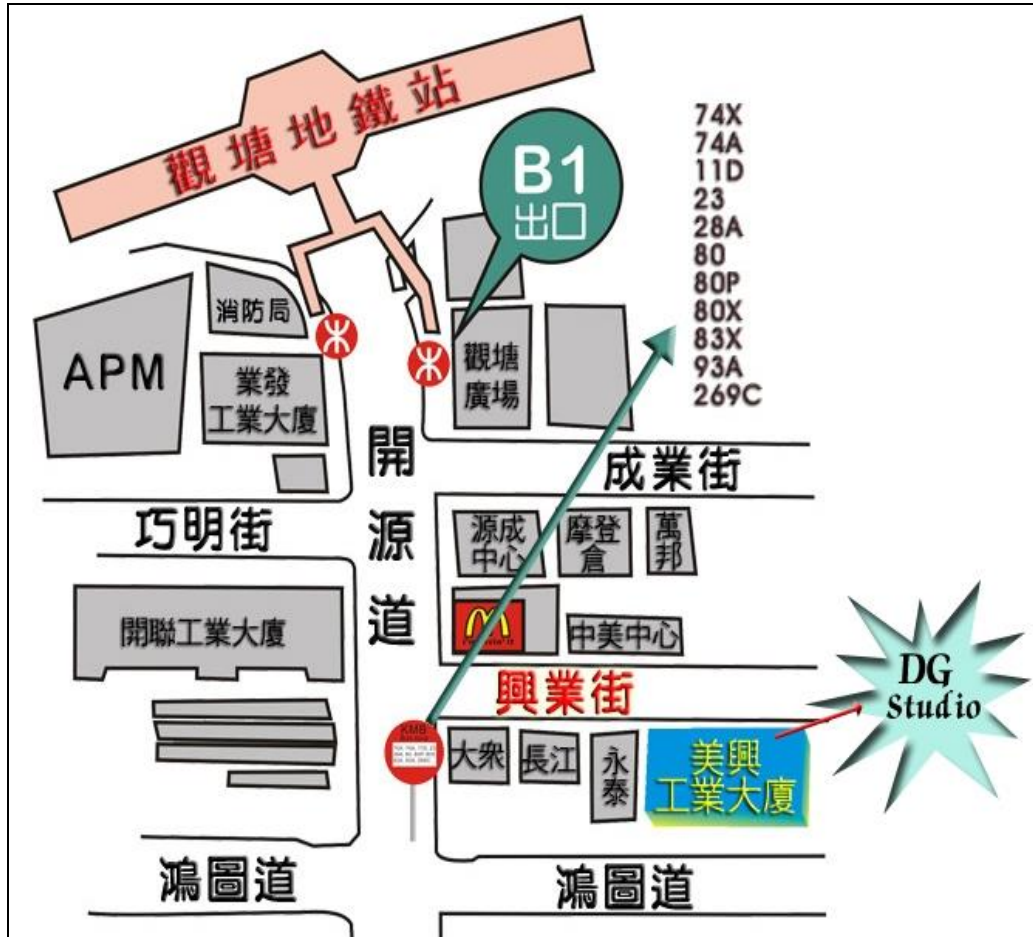 觀塘地鐵站
B1
出口
74X
74A
11D
23
28A
80
80P
80X
83X
93A
269C
消防局
APM
業發
工業大廈
觀塘
廣場
開源道
成業街
巧明街
源成
中心
摩登
倉
萬邦
開聯工業大廈
中美中心
興業街
DG
Studio
KMB
大衆
長江
永泰
美興
工業大廈
鴻圖道
鴻圖道